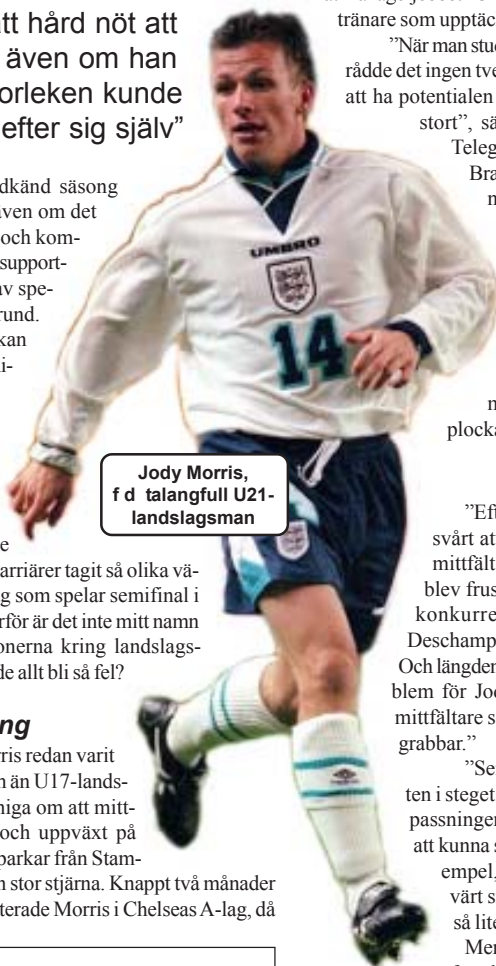 att hård nöt att
även om han
orleken kunde
efter sig själv”
dkänd säsong
även om det
och kom-
support-
av spe-
rund.
kan
arriärer tagit så olika vä-
g som spelar semifinal i
rför är det inte mitt namn
onerna kring landslags-
de allt bli så fel?
ng
rris redan varit
n än U17-lands-
niga om att mitt-
och uppväxt på
parkar från Stam-
n stor stjärna. Knappt två månader
terade Morris i Chelseas A-lag, då
UMBRO
14
Jody Morris,
f d talangfull U21-
landslagsman
tränare som upptäc
”När man stud
rådde det ingen tve
att ha potentialen
stort”, sä
Teleg
Bra
plocka
”Eft
svårt at
mittfält
blev frus
konkurre
Deschamp
Och längden
blem för Jod
mittfältare s
grabbar.”
”Se
ten i steget
passninger
att kunna s
empel,
värt s
så lite
Mer